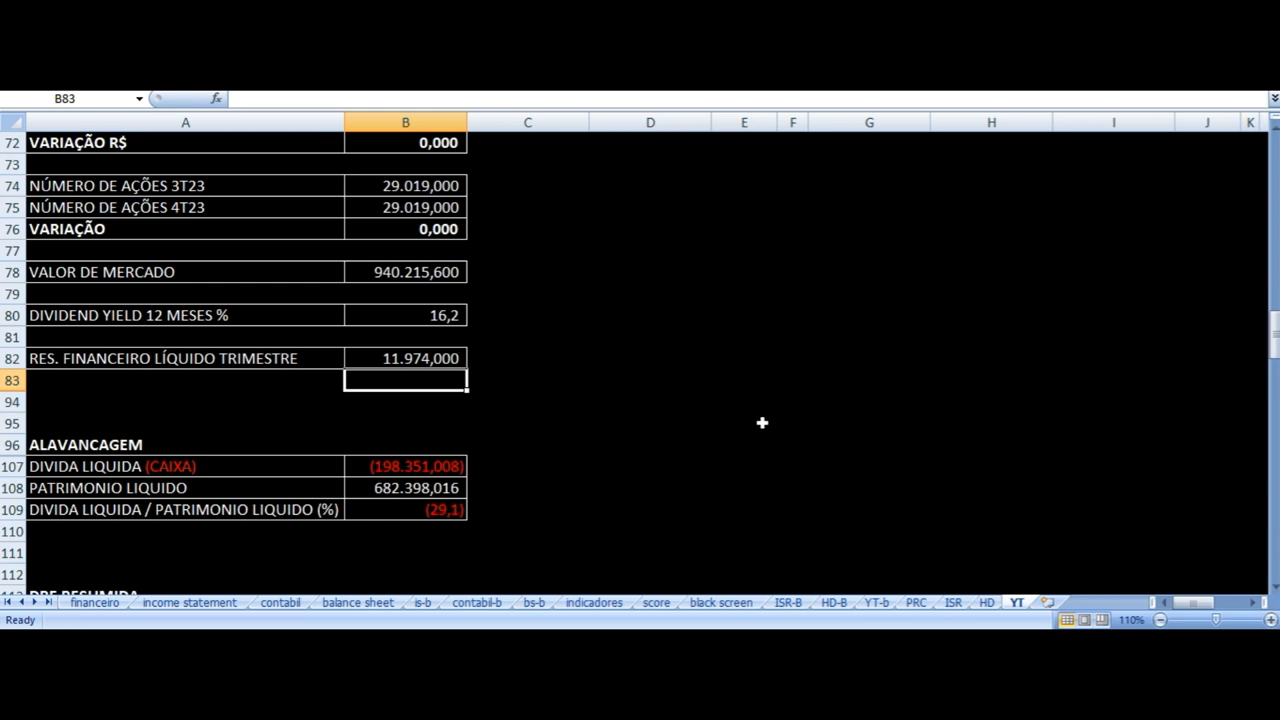 B83
A B C D E F G H I J K
72 VARIAÇÃO R$ 0,000
73
74 NÚMERO DE AÇÕES 3T23 29.019,000
75 NÚMERO DE AÇÕES 4T23 29.019,000
76 VARIAÇÃO 0,000
77
78 VALOR DE MERCADO 940.215,600
79
80 DIVIDEND YIELD 12 MESES % 16,2
81
82 RES. FINANCEIRO LÍQUIDO TRIMESTRE 11.974,000
83
94
95
96 ALAVANCAGEM
107 DIVIDA LIQUIDA (CAIXA) (198.351,008)
108 PATRIMONIO LIQUIDO 682.398,016
109 DIVIDA LIQUIDA / PATRIMONIO LIQUIDO (%) (29,1)
110
111
112
113 DRE RESUMIDA
financeiro income statement contabil balance sheet is-b contabil-b bs-b indicadores score black screen ISR-B HD-B YT-b PRC ISR HD YT
Ready 110%